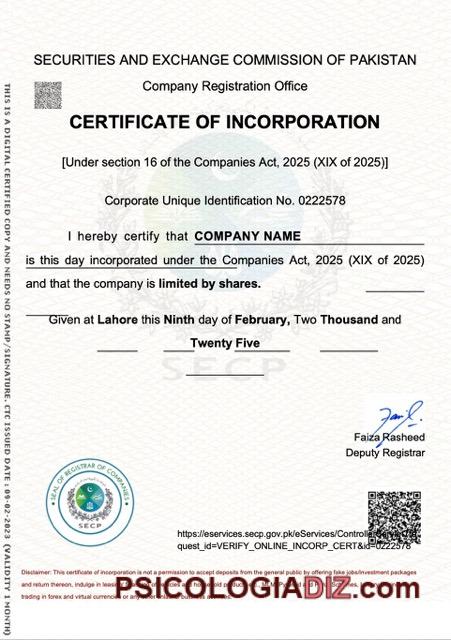 SECURITIES AND EXCHANGE COMMISSION OF PAKISTAN
Company Registration Office
CERTIFICATE OF INCORPORATION
[Under section 16 of the Companies Act, 2025 (XIX of 2025)]
Corporate Unique Identification No. 0222578
I hereby certify that COMPANY NAME
is this day incorporated under the Companies Act, 2025 (XIX of 2025)
and that the company is limited by shares.
Given at Lahore this Ninth day of February, Two Thousand and
Twenty Five
SECP
Faiza Rasheed
Deputy Registrar
SEAL OF REGISTRAR OF COMPANIES
SECP
https://eservices.secp.gov.pk/eServices/
quest_id=VERIFY_ONLINE_INCORP_CERT&id=0222578
Disclaimer: This certificate of incorporation is not a permission to accept deposits from the general public by offering fake jobs/investment packages
and return thereon, indulge in
trading in forex and virtual currencies
PSICOLOGIADIZ.com
THIS IS A DIGITAL CERTIFIED COPY AND NEEDS NO STAMP/SIGNATURE. CTC ISSUED DATE : 09-02-2023 (VALIDITY 1 MONTH)